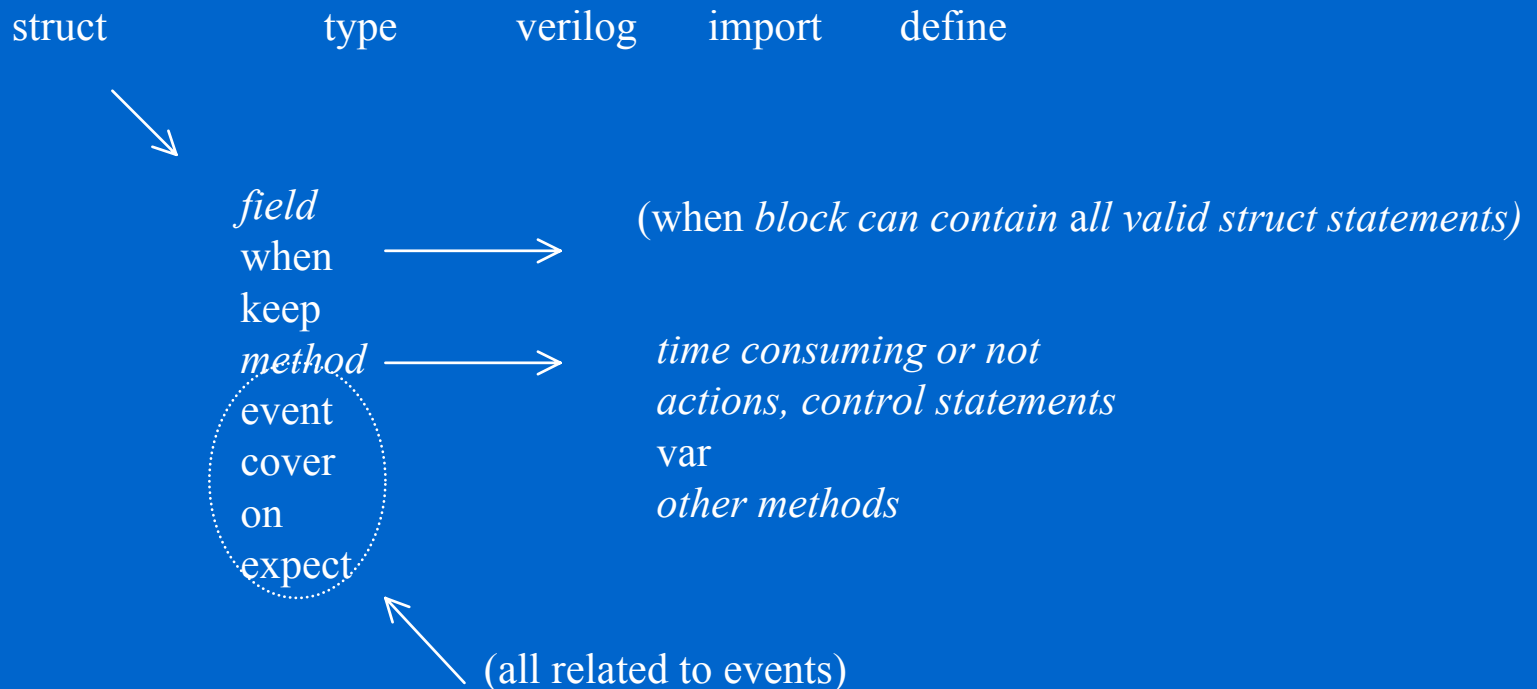 struct type verilog import define
field
when
keep
method
event
cover
on
expect
(when block can contain all valid struct statements)
time consuming or not
actions, control statements
var
other methods
(all related to events)